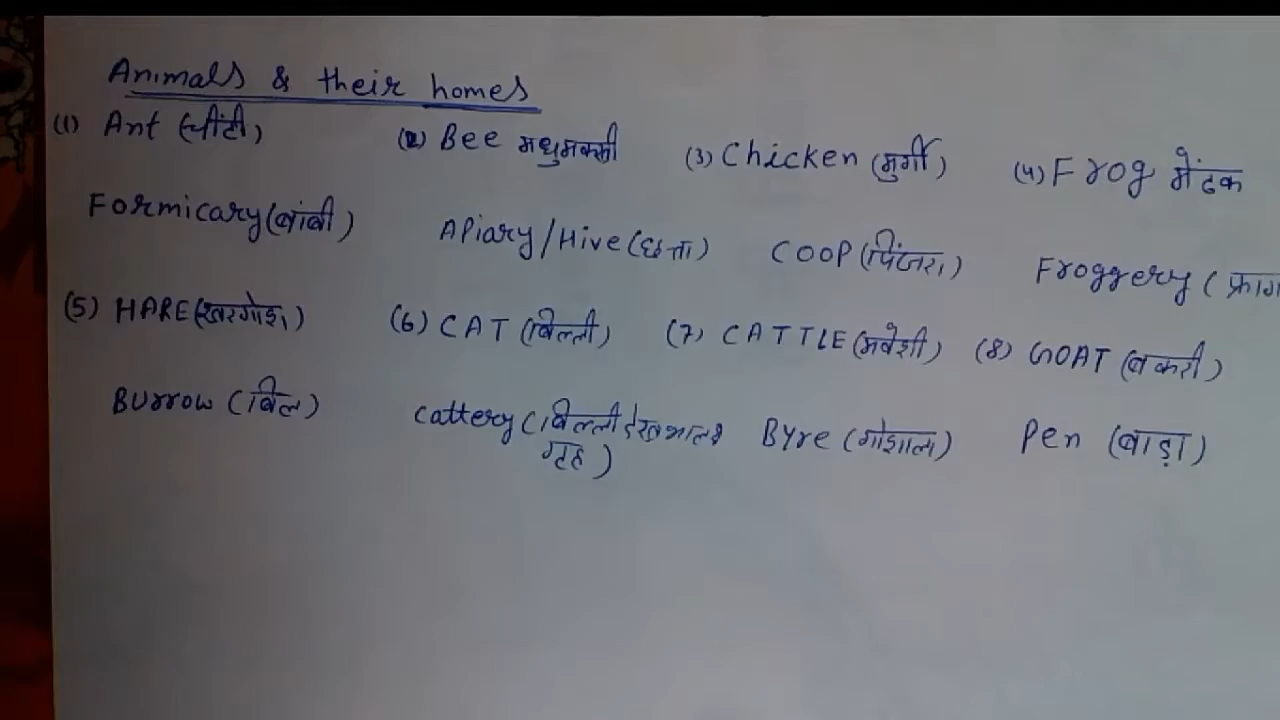 Animals & their homes
(1) Ant (चींटी) (2) Bee मधुमक्खी (3) Chicken (मुर्गी) (4) Frog मेंढक
Formicary (बांबी) Apiary/Hive (छत्ता) COOP (पिंजरा) Froggery (फ्राग
(5) HARE (खरगोश) (6) CAT (बिल्ली) (7) CATTLE (मवेशी) (8) GOAT (बकरी)
Burrow (बिल) Cattery (बिल्ली देखभाल Byre (गोशाला) Pen (बाड़ा)
गृह)